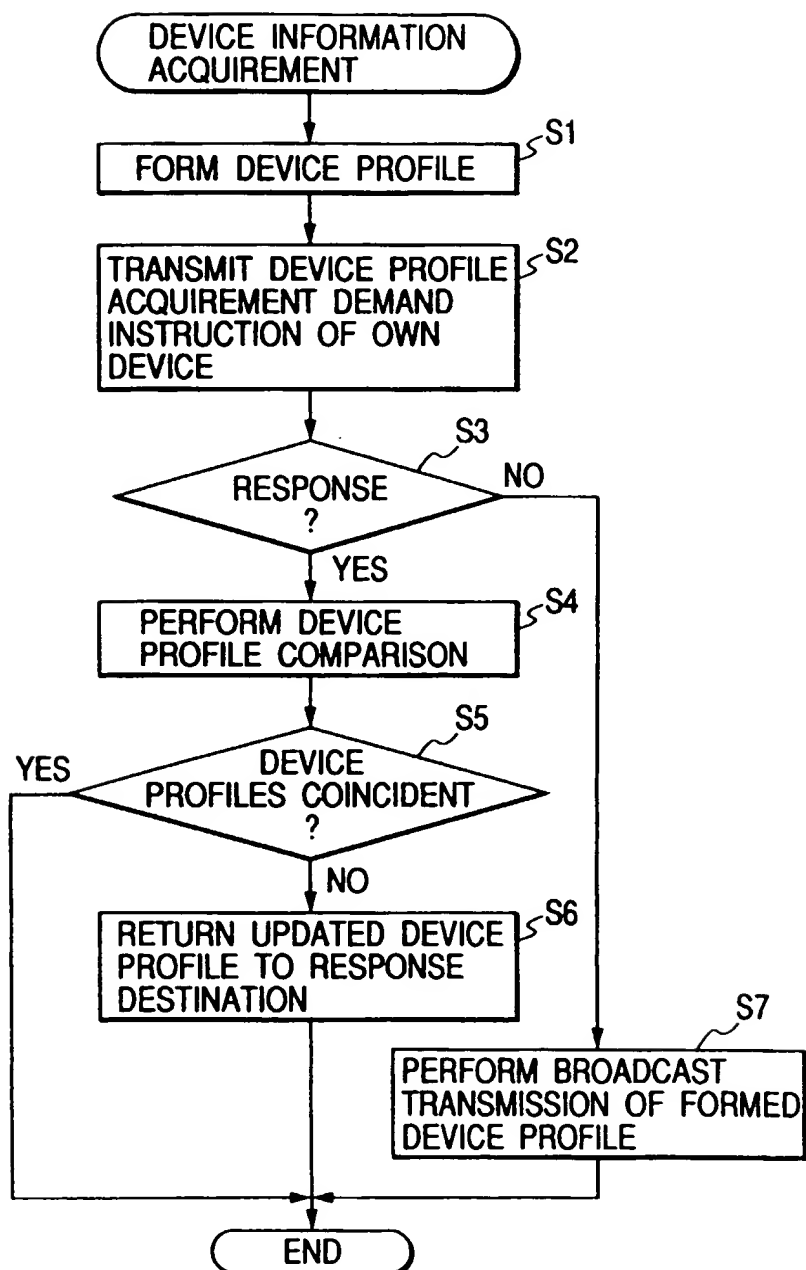 DEVICE INFORMATION
ACQUIREMENT
S1
FORM DEVICE PROFILE
S2
TRANSMIT DEVICE PROFILE
ACQUIREMENT DEMAND
INSTRUCTION OF OWN
DEVICE
S3
RESPONSE
?
NO
YES
S4
PERFORM DEVICE
PROFILE COMPARISON
S5
YES
DEVICE
PROFILES COINCIDENT
?
NO
S6
RETURN UPDATED DEVICE
PROFILE TO RESPONSE
DESTINATION
S7
PERFORM BROADCAST
TRANSMISSION OF FORMED
DEVICE PROFILE
END